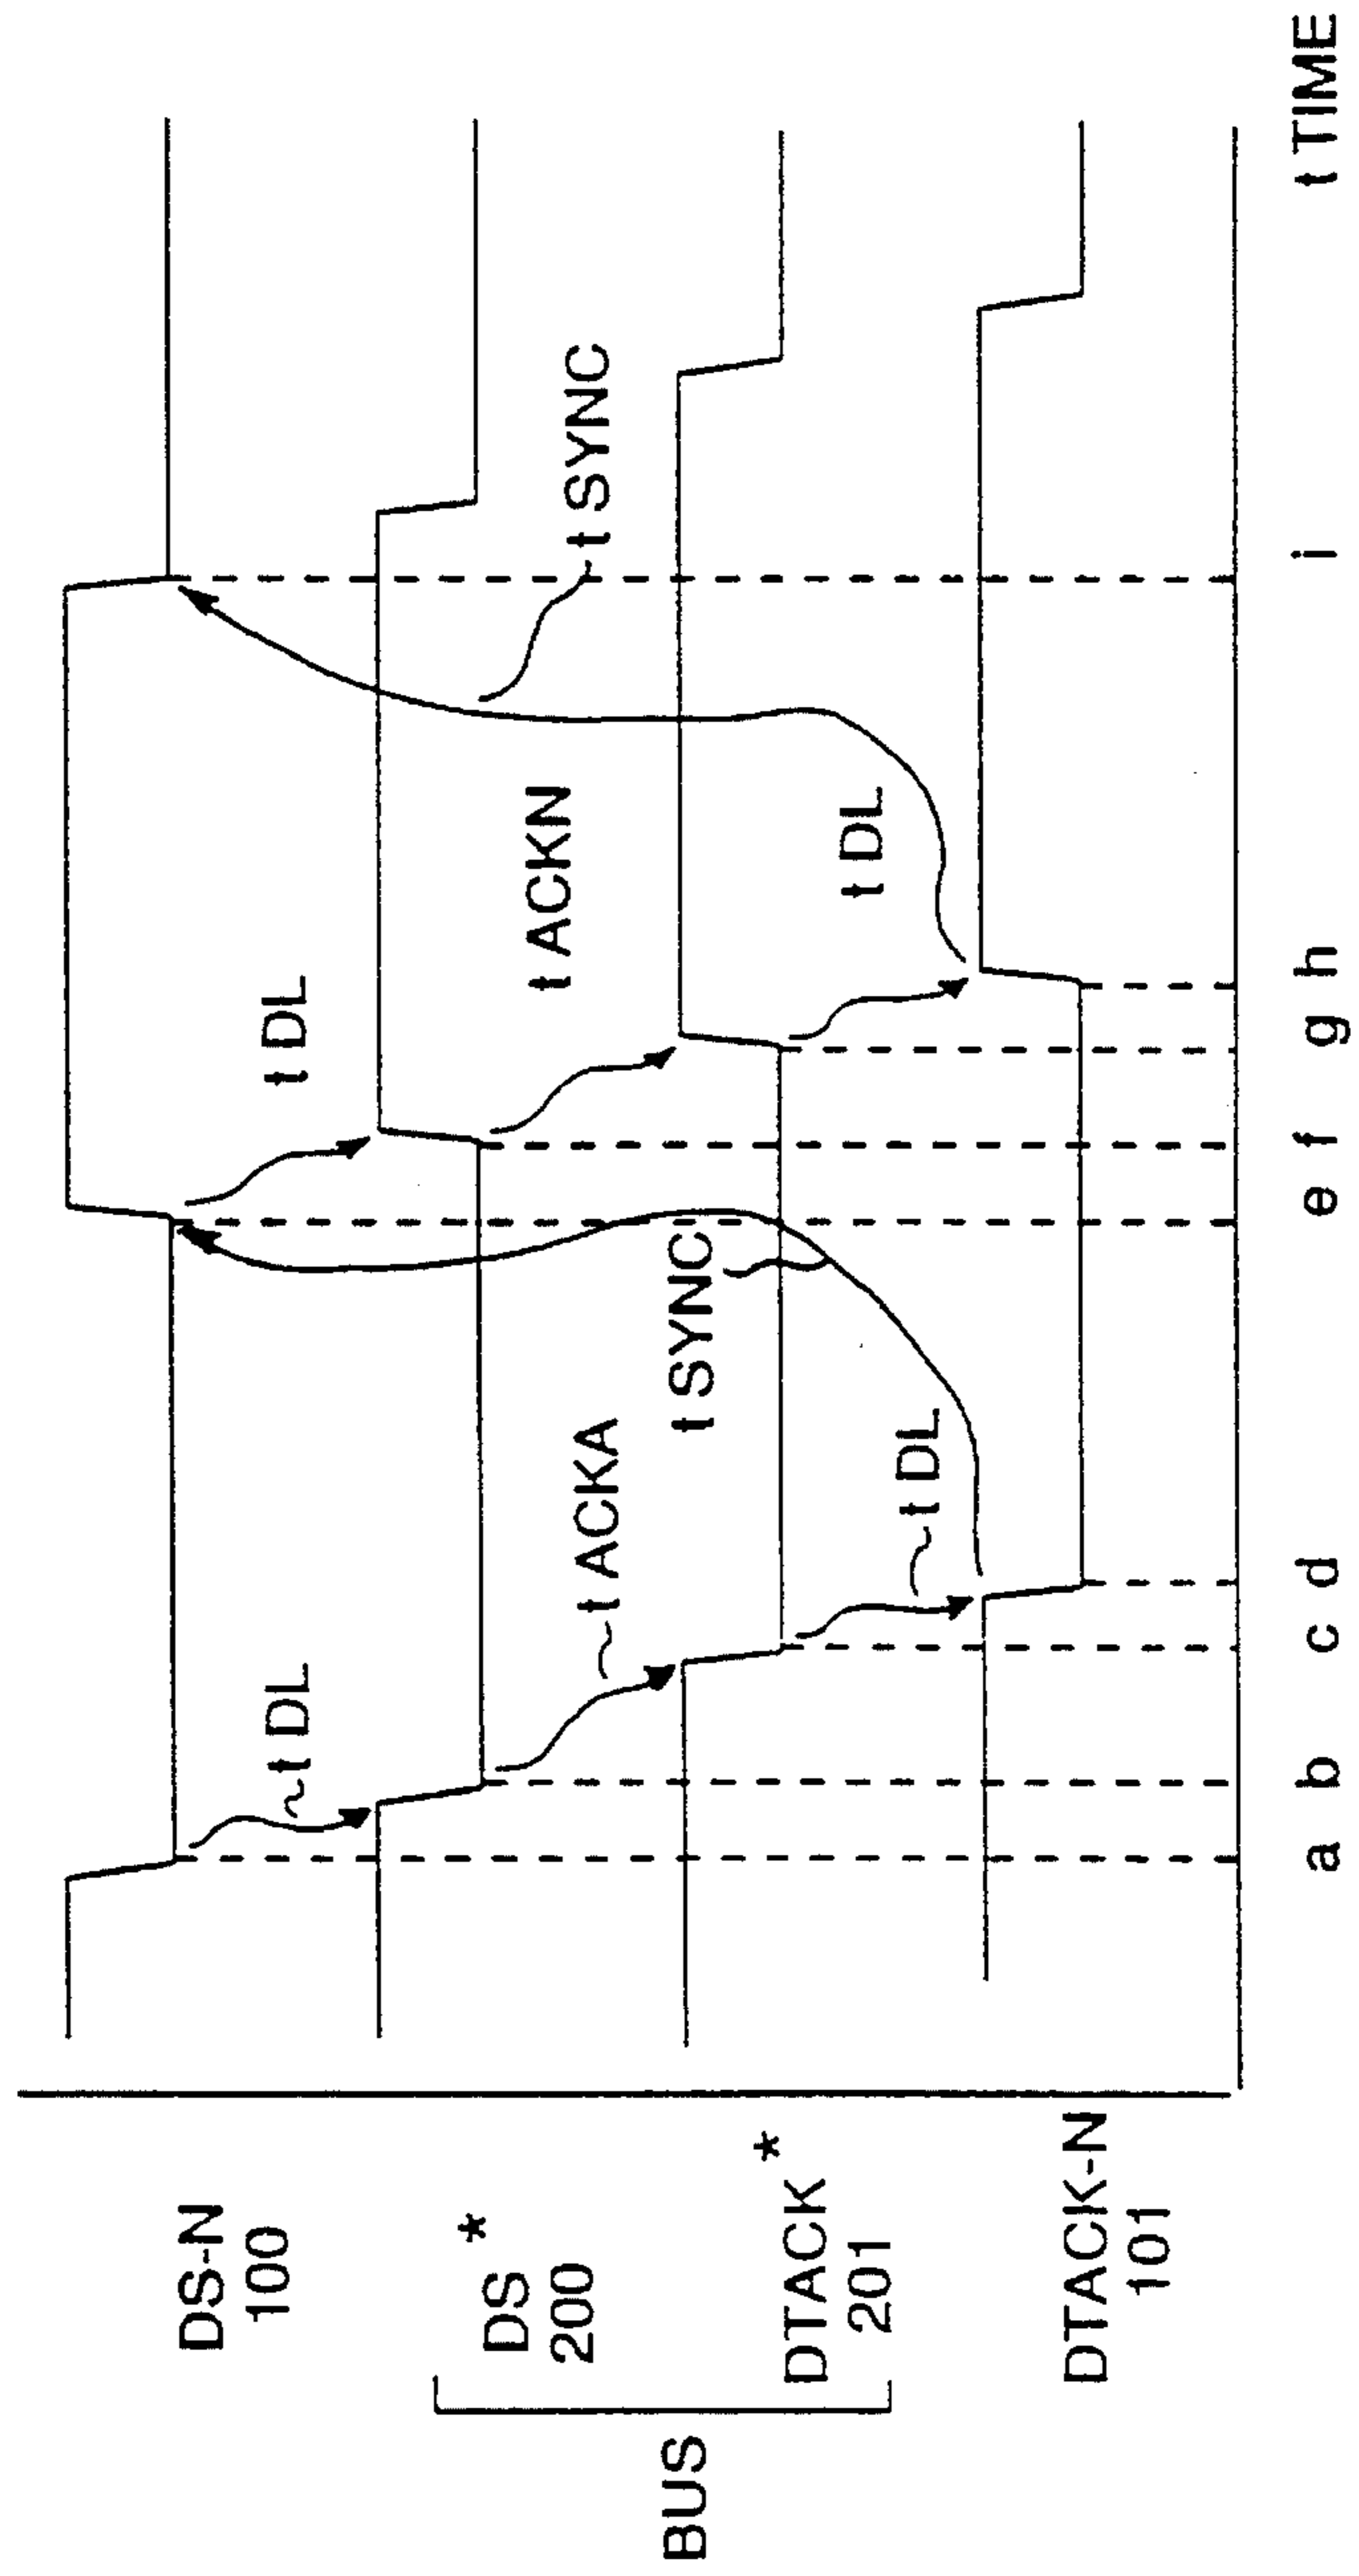 DS-N
100
t DL
t DL
BUS
DS*
200
t ACKA
t ACKN
t SYNC
DTACK*
201
t SYNC
t DL
t DL
DTACK-N
101
a b c d e f g h i t TIME